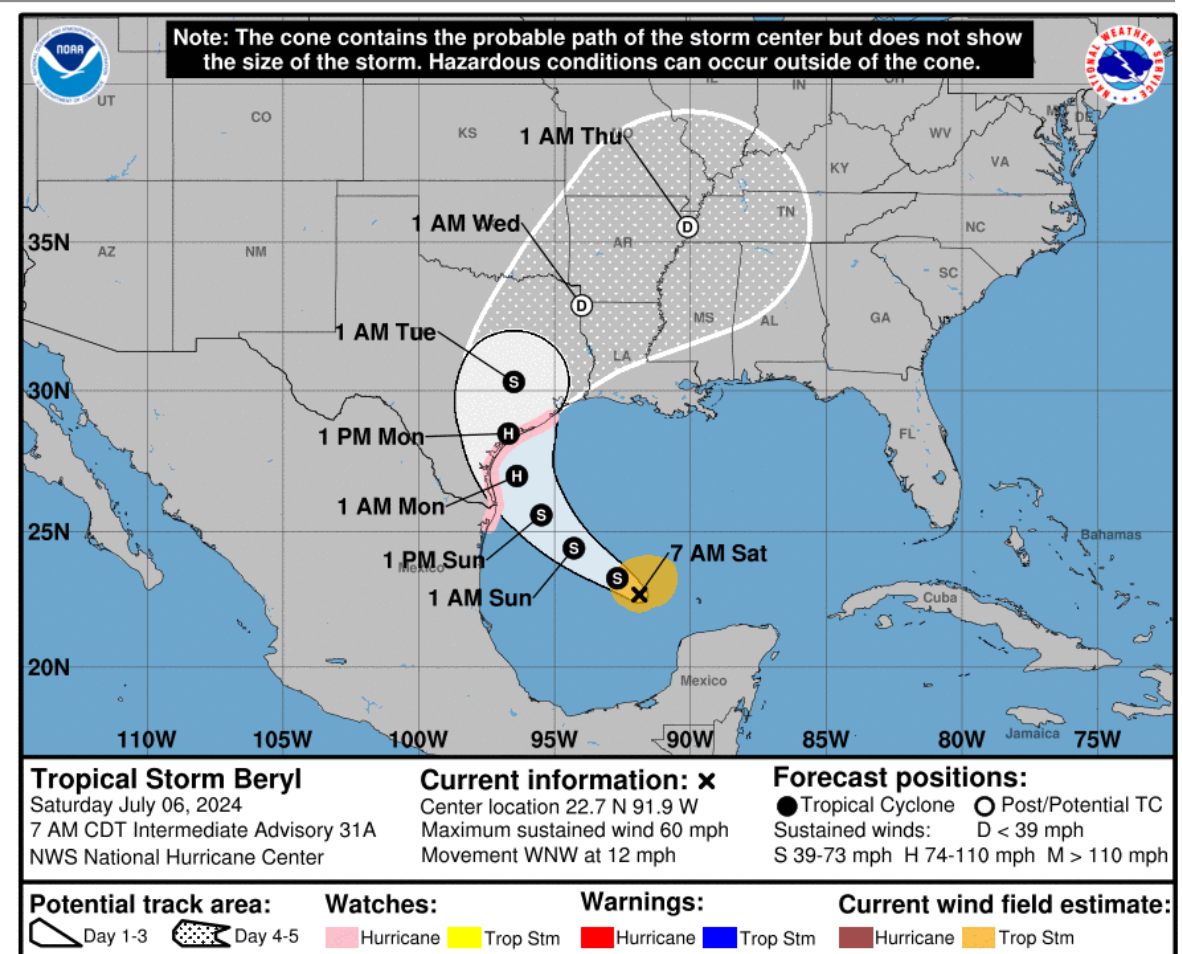 Note: The cone contains the probable path of the storm center but does not show
the size of the storm. Hazardous conditions can occur outside of the cone.
NOAA
NATIONAL WEATHER SERVICE
UT
CO
KS
IL
IN
OH
WV
VA
DE
KY
1 AM Thu
TN
NC
1 AM Wed
35N
AZ
NM
AR
SC
MS
AL
GA
1 AM Tue
LA
30N
1 PM Mon
FL
1 AM Mon
25N
Bahamas
1 PM Sun
Mexico
7 AM Sat
1 AM Sun
Cuba
20N
Mexico
Jamaica
110W 105W 100W 95W 90W 85W 80W 75W
S
H
H
S
S
S
D
D
Tropical Storm Beryl
Saturday July 06, 2024
7 AM CDT Intermediate Advisory 31A
NWS National Hurricane Center
Current information: ×
Center location 22.7 N 91.9 W
Maximum sustained wind 60 mph
Movement WNW at 12 mph
Forecast positions:
Tropical Cyclone Post/Potential TC
Sustained winds: D < 39 mph
S 39-73 mph H 74-110 mph M > 110 mph
Potential track area:
Day 1-3 Day 4-5
Watches:
Hurricane Trop Stm
Warnings:
Hurricane Trop Stm
Current wind field estimate:
Hurricane Trop Stm